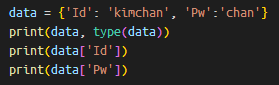 data = {'Id': 'kimchan', 'Pw':'chan'}
print(data, type(data))
print(data['Id'])
print(data['Pw'])